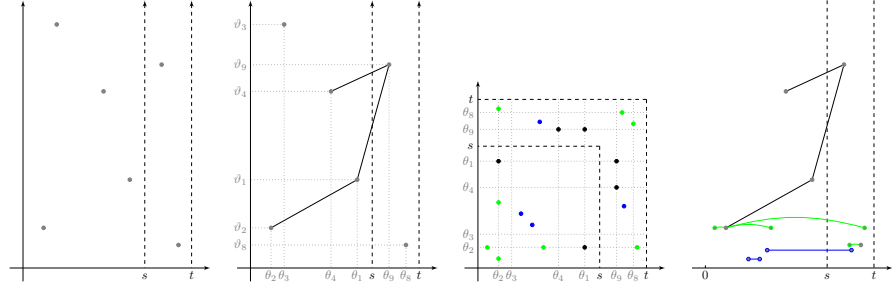 s t
ϑ₃
ϑ₉
ϑ₄
ϑ₁
ϑ₂
ϑ₈
θ₂ θ₃ θ₄ θ₁ s θ₉ θ₈ t
t
θ₈
θ₉
s
θ₁
θ₄
θ₃
θ₂
θ₂ θ₃ θ₄ θ₁ s θ₉ θ₈ t
0 s t